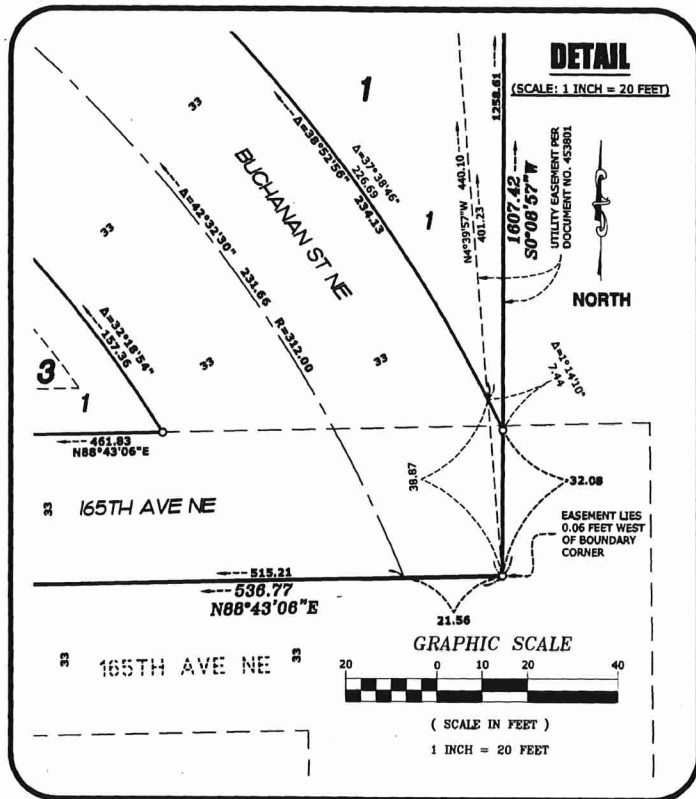 DETAIL
(SCALE: 1 INCH = 20 FEET)
1
33
BUCHANAN ST NE
Δ=38°52'56"
234.13
Δ=37°38'46"
226.69
1
N4°39'57"W 440.10
401.23
1258.61
1607.42
S0°08'57"W
UTILITY EASEMENT PER
DOCUMENT NO. 453801
NORTH
33
Δ=42°32'30" 231.66 R=312.00
33
33
Δ=32°18'54"
157.36
3
1
33
Δ=1°14'10"
7.44
461.83
N88°43'06"E
38.87
32.08
33
165TH AVE NE
EASEMENT LIES
0.06 FEET WEST
OF BOUNDARY
CORNER
515.21
536.77
N88°43'06"E
21.56
33
165TH AVE NE
33
GRAPHIC SCALE
20 0 10 20 40
( SCALE IN FEET )
1 INCH = 20 FEET